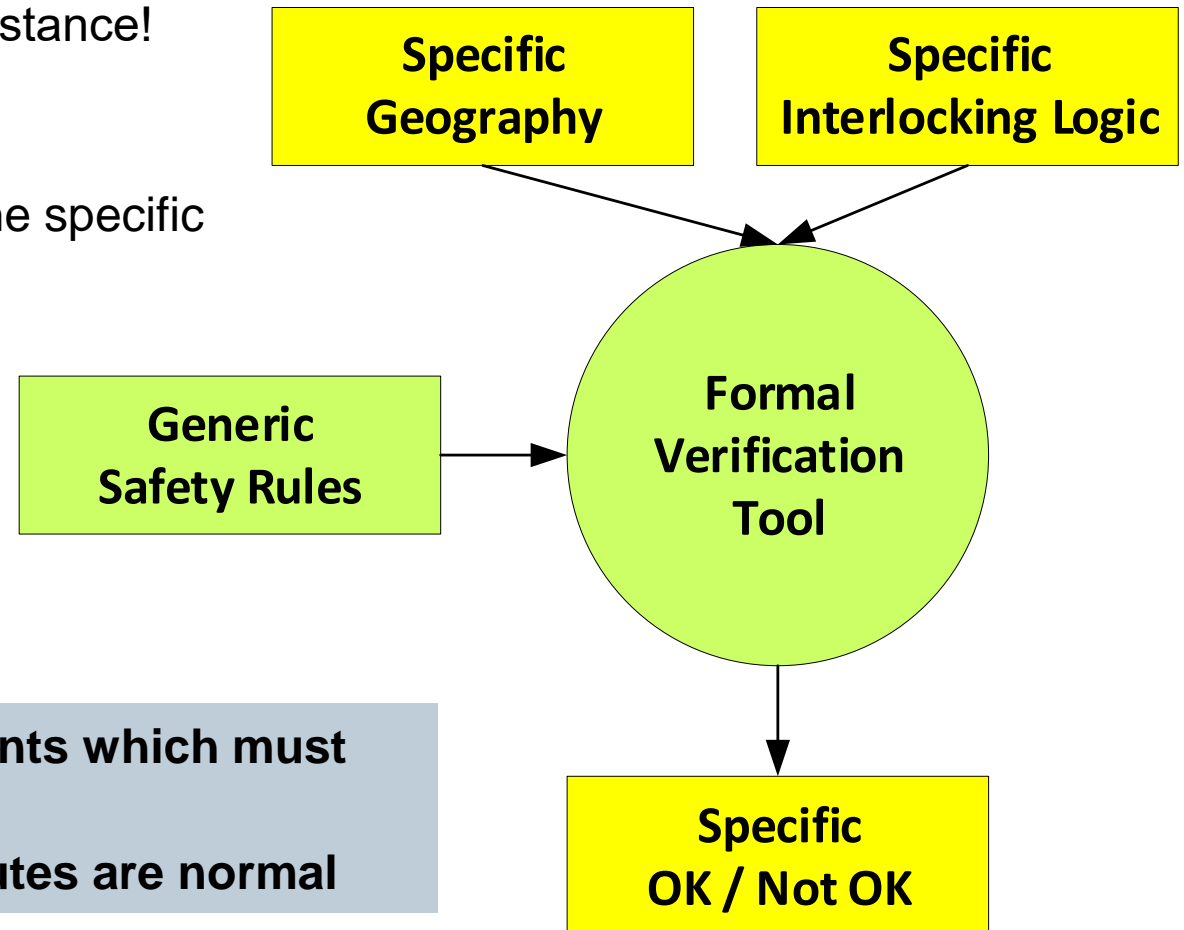 stance!
Specific
Geography
Specific
Interlocking Logic
ne specific
Generic
Safety Rules
Formal
Verification
Tool
nts which must
utes are normal
Specific
OK / Not OK